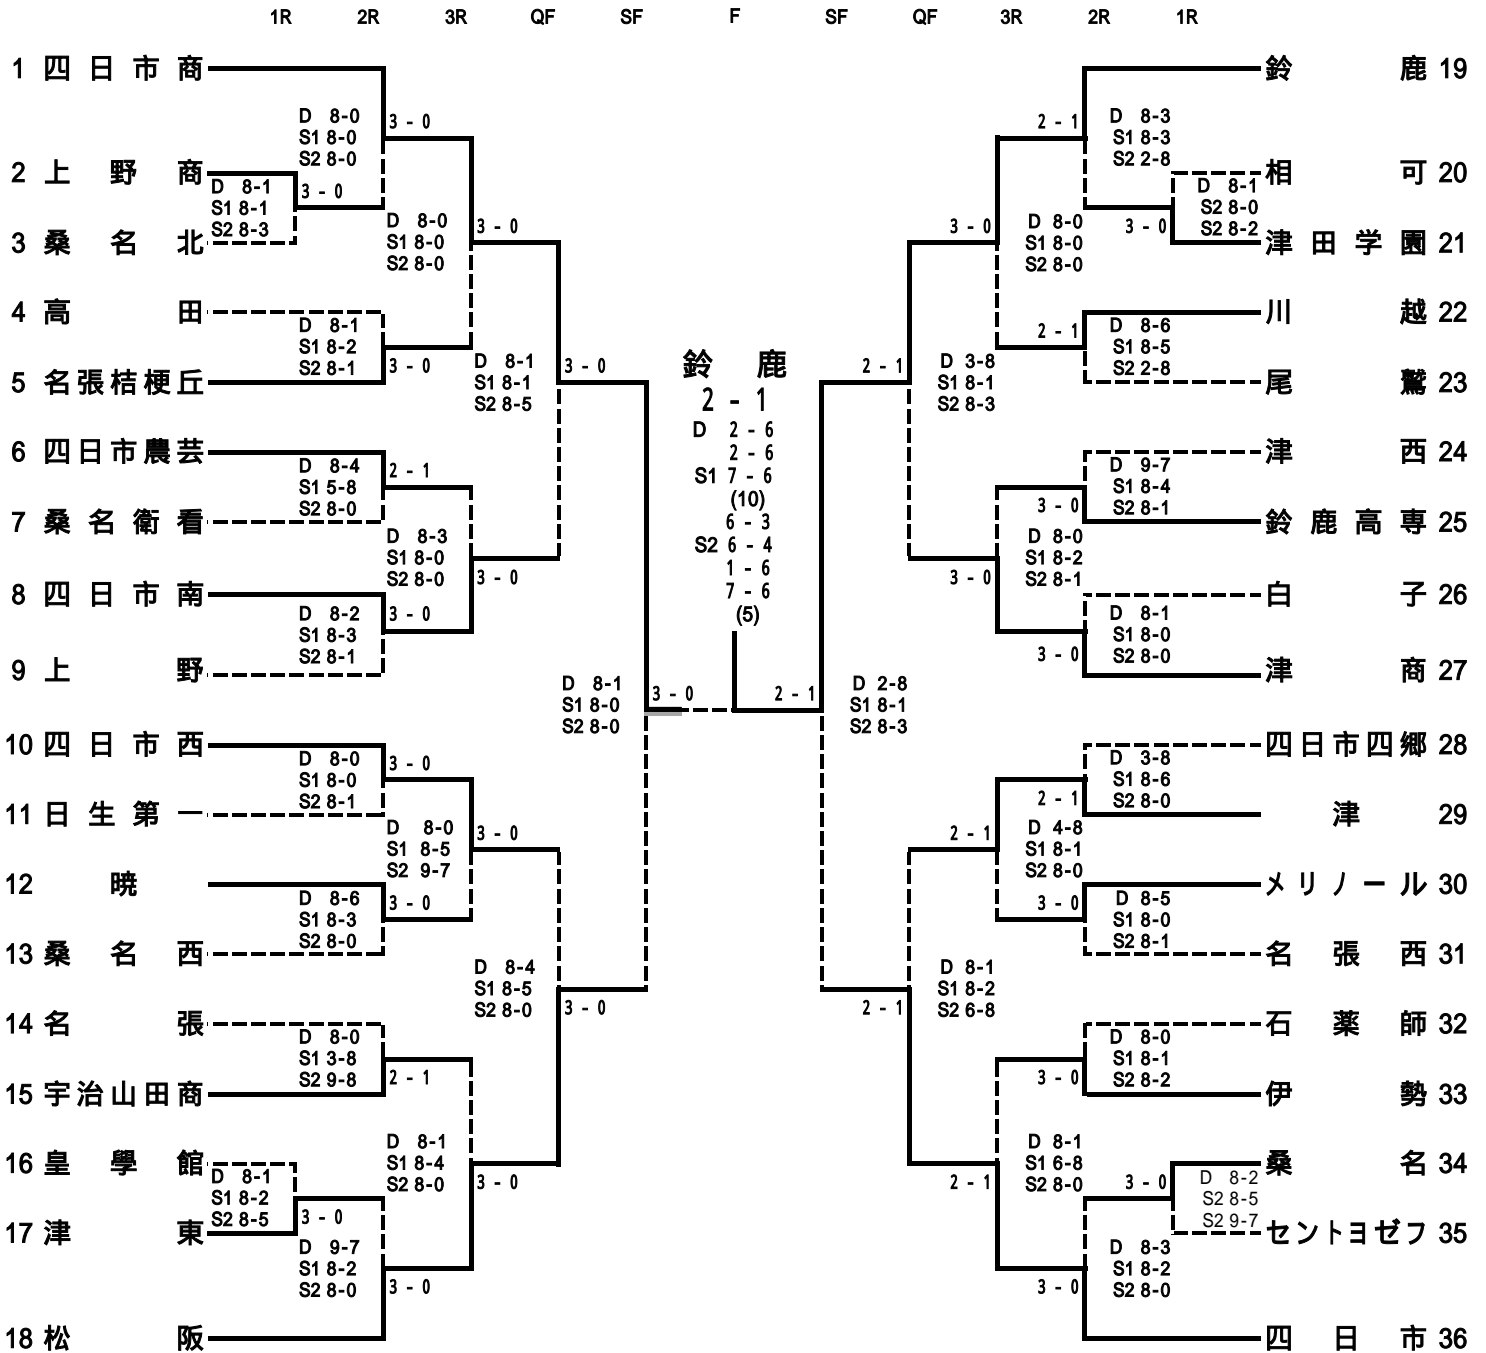 1R 2R 3R QF SF F SF QF 3R 2R 1R
1 四日市商
2 上野商
3 桑名北
4 高田
5 名張桔梗丘
6 四日市農芸
7 桑名衛看
8 四日市南
9 上野
10 四日市西
11 日生第一
12 暁
13 桑名西
14 名張
15 宇治山田商
16 皇學館
17 津東
18 松阪
D 8-1
S1 8-1
S2 8-3
3 - 0
D 8-1
S1 8-2
S2 8-5
3 - 0
D 8-0
S1 8-0
S2 8-0
3 - 0
D 8-1
S1 8-2
S2 8-1
3 - 0
D 8-4
S1 5-8
S2 8-0
2 - 1
D 8-2
S1 8-3
S2 8-1
3 - 0
D 8-0
S1 8-0
S2 8-1
3 - 0
D 8-6
S1 8-3
S2 8-0
3 - 0
D 8-0
S1 3-8
S2 9-8
2 - 1
D 9-7
S1 8-2
S2 8-0
3 - 0
D 8-0
S1 8-0
S2 8-0
3 - 0
D 8-3
S1 8-0
S2 8-0
3 - 0
D 8-0
S1 8-5
S2 9-7
3 - 0
D 8-1
S1 8-4
S2 8-0
3 - 0
D 8-1
S1 8-1
S2 8-5
3 - 0
D 8-4
S1 8-5
S2 8-0
3 - 0
D 8-1
S1 8-0
S2 8-0
3 - 0
鈴鹿
2 - 1
D 2 - 6
2 - 6
S1 7 - 6
(10)
6 - 3
S2 6 - 4
1 - 6
7 - 6
(5)
2 - 1
D 2-8
S1 8-1
S2 8-3
2 - 1
D 3-8
S1 8-1
S2 8-3
2 - 1
D 8-1
S1 8-2
S2 6-8
3 - 0
D 8-0
S1 8-0
S2 8-0
3 - 0
D 8-0
S1 8-2
S2 8-1
2 - 1
D 4-8
S1 8-1
S2 8-0
2 - 1
D 8-1
S1 6-8
S2 8-0
2 - 1
D 8-3
S1 8-3
S2 2-8
2 - 1
D 8-6
S1 8-5
S2 2-8
3 - 0
D 9-7
S1 8-4
S2 8-1
3 - 0
D 8-1
S1 8-0
S2 8-0
2 - 1
D 3-8
S1 8-6
S2 8-0
3 - 0
D 8-5
S1 8-0
S2 8-1
3 - 0
D 8-0
S1 8-1
S2 8-2
3 - 0
D 8-3
S1 8-2
S2 8-0
3 - 0
D 8-1
S2 8-0
S2 8-2
3 - 0
D 8-2
S2 8-5
S2 9-7
鈴鹿 19
相可 20
津田学園 21
川越 22
尾鷲 23
津西 24
鈴鹿高専 25
白子 26
津商 27
四日市四郷 28
津 29
メリノール 30
名張西 31
石薬師 32
伊勢 33
桑名 34
セントヨゼフ 35
四日市 36